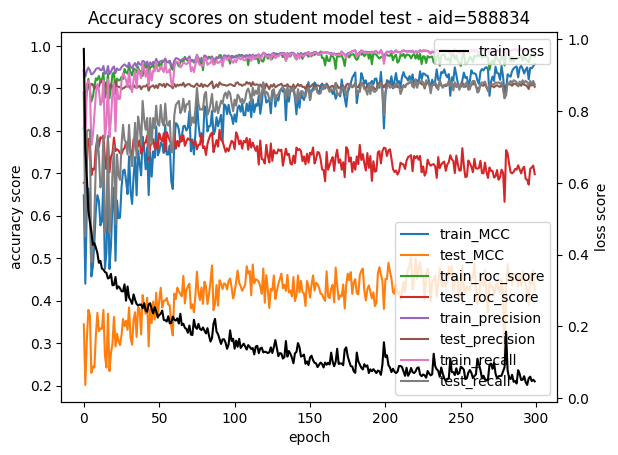 Accuracy scores on student model test - aid=588834
1.0
0.9
0.8
0.7
0.6
0.5
0.4
0.3
0.2
accuracy score
0
50
100
150
200
250
300
epoch
1.0
0.8
0.6
0.4
0.2
0.0
loss score
train_loss
train_MCC
test_MCC
train_roc_score
test_roc_score
train_precision
test_precision
train_recall
test_recall